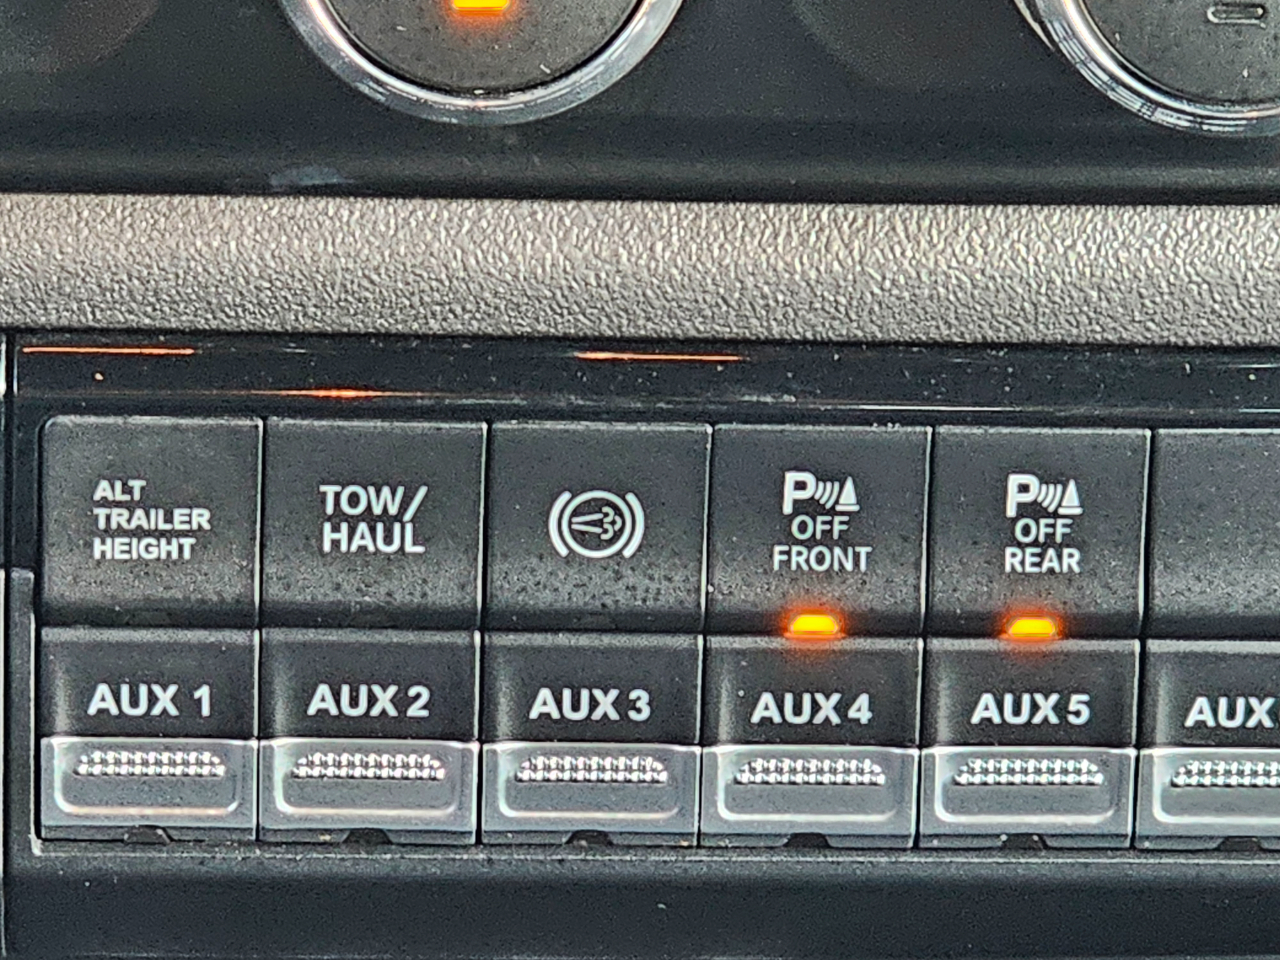 ALT
TRAILER
HEIGHT
TOW/
HAUL
P
OFF
FRONT
P
OFF
REAR
AUX 1
AUX 2
AUX 3
AUX 4
AUX 5
AUX